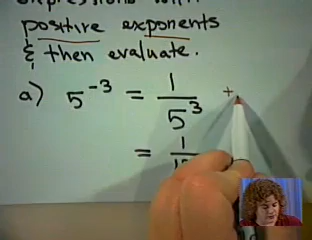 positive exponents
& then evaluate.
a) 5⁻³ = 1/5³ +
= 1/